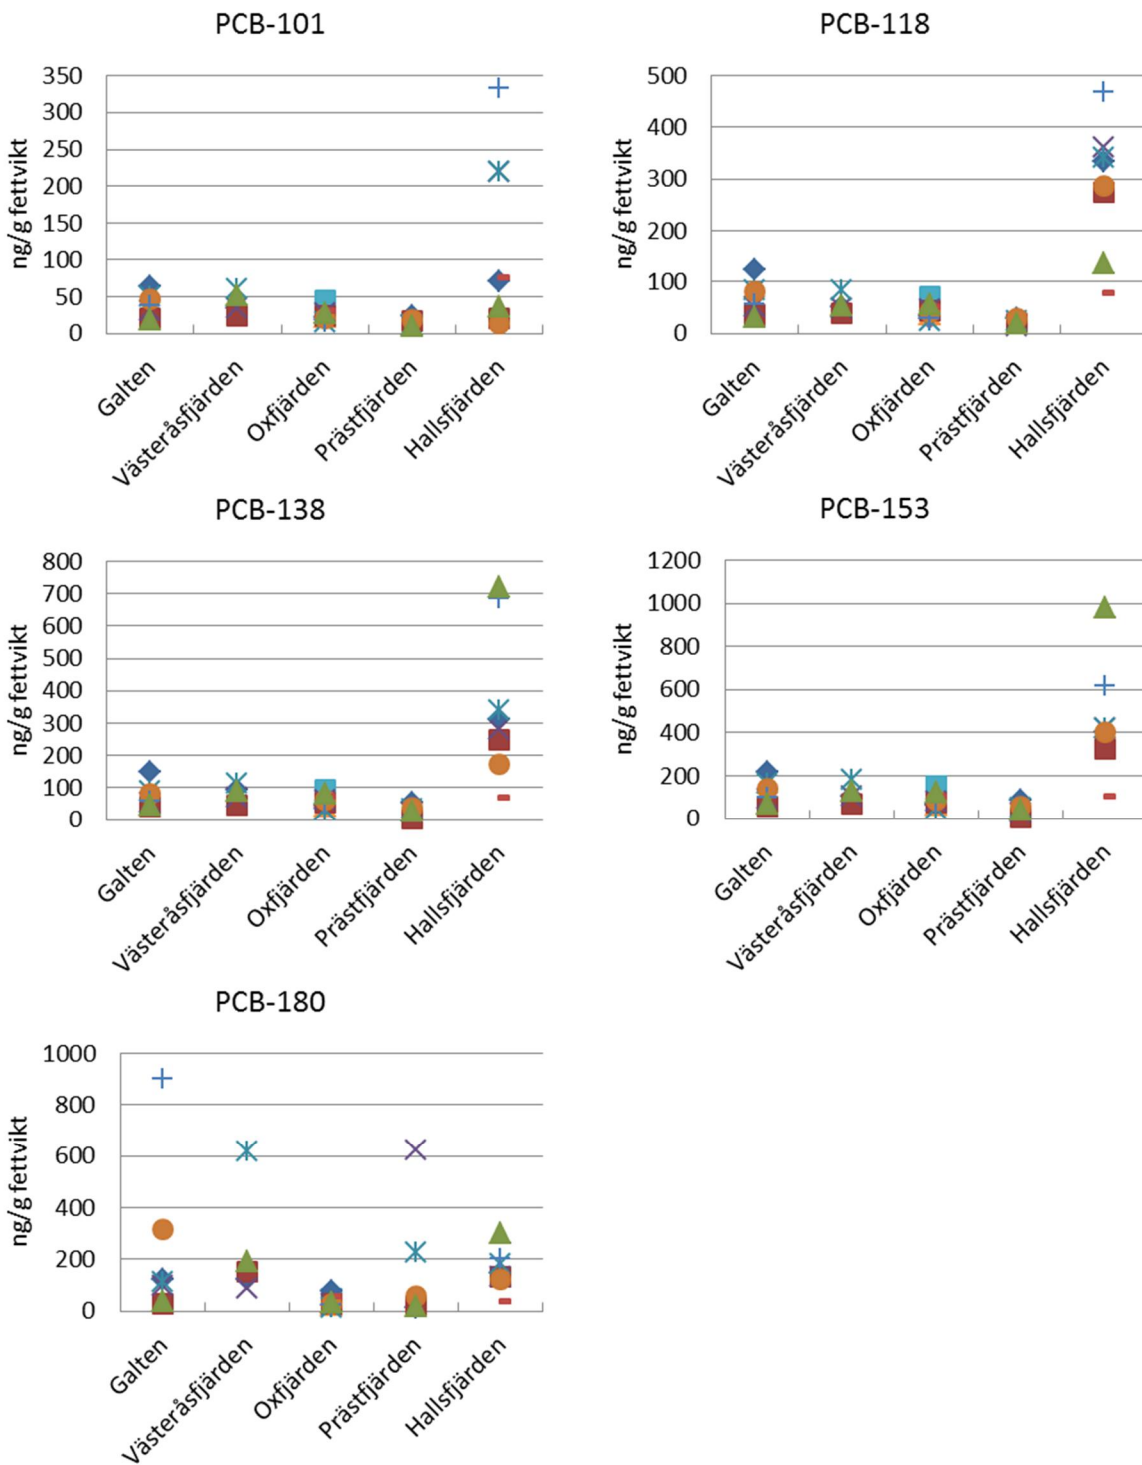 PCB-101
ng/g fettvikt
350
300
250
200
150
100
50
0
Galten
Västeråsfjärden
Oxfjärden
Prästfjärden
Hallsfjärden
PCB-118
ng/g fettvikt
500
400
300
200
100
0
Galten
Västeråsfjärden
Oxfjärden
Prästfjärden
Hallsfjärden
PCB-138
ng/g fettvikt
800
700
600
500
400
300
200
100
0
Galten
Västeråsfjärden
Oxfjärden
Prästfjärden
Hallsfjärden
PCB-153
ng/g fettvikt
1200
1000
800
600
400
200
0
Galten
Västeråsfjärden
Oxfjärden
Prästfjärden
Hallsfjärden
PCB-180
ng/g fettvikt
1000
800
600
400
200
0
Galten
Västeråsfjärden
Oxfjärden
Prästfjärden
Hallsfjärden